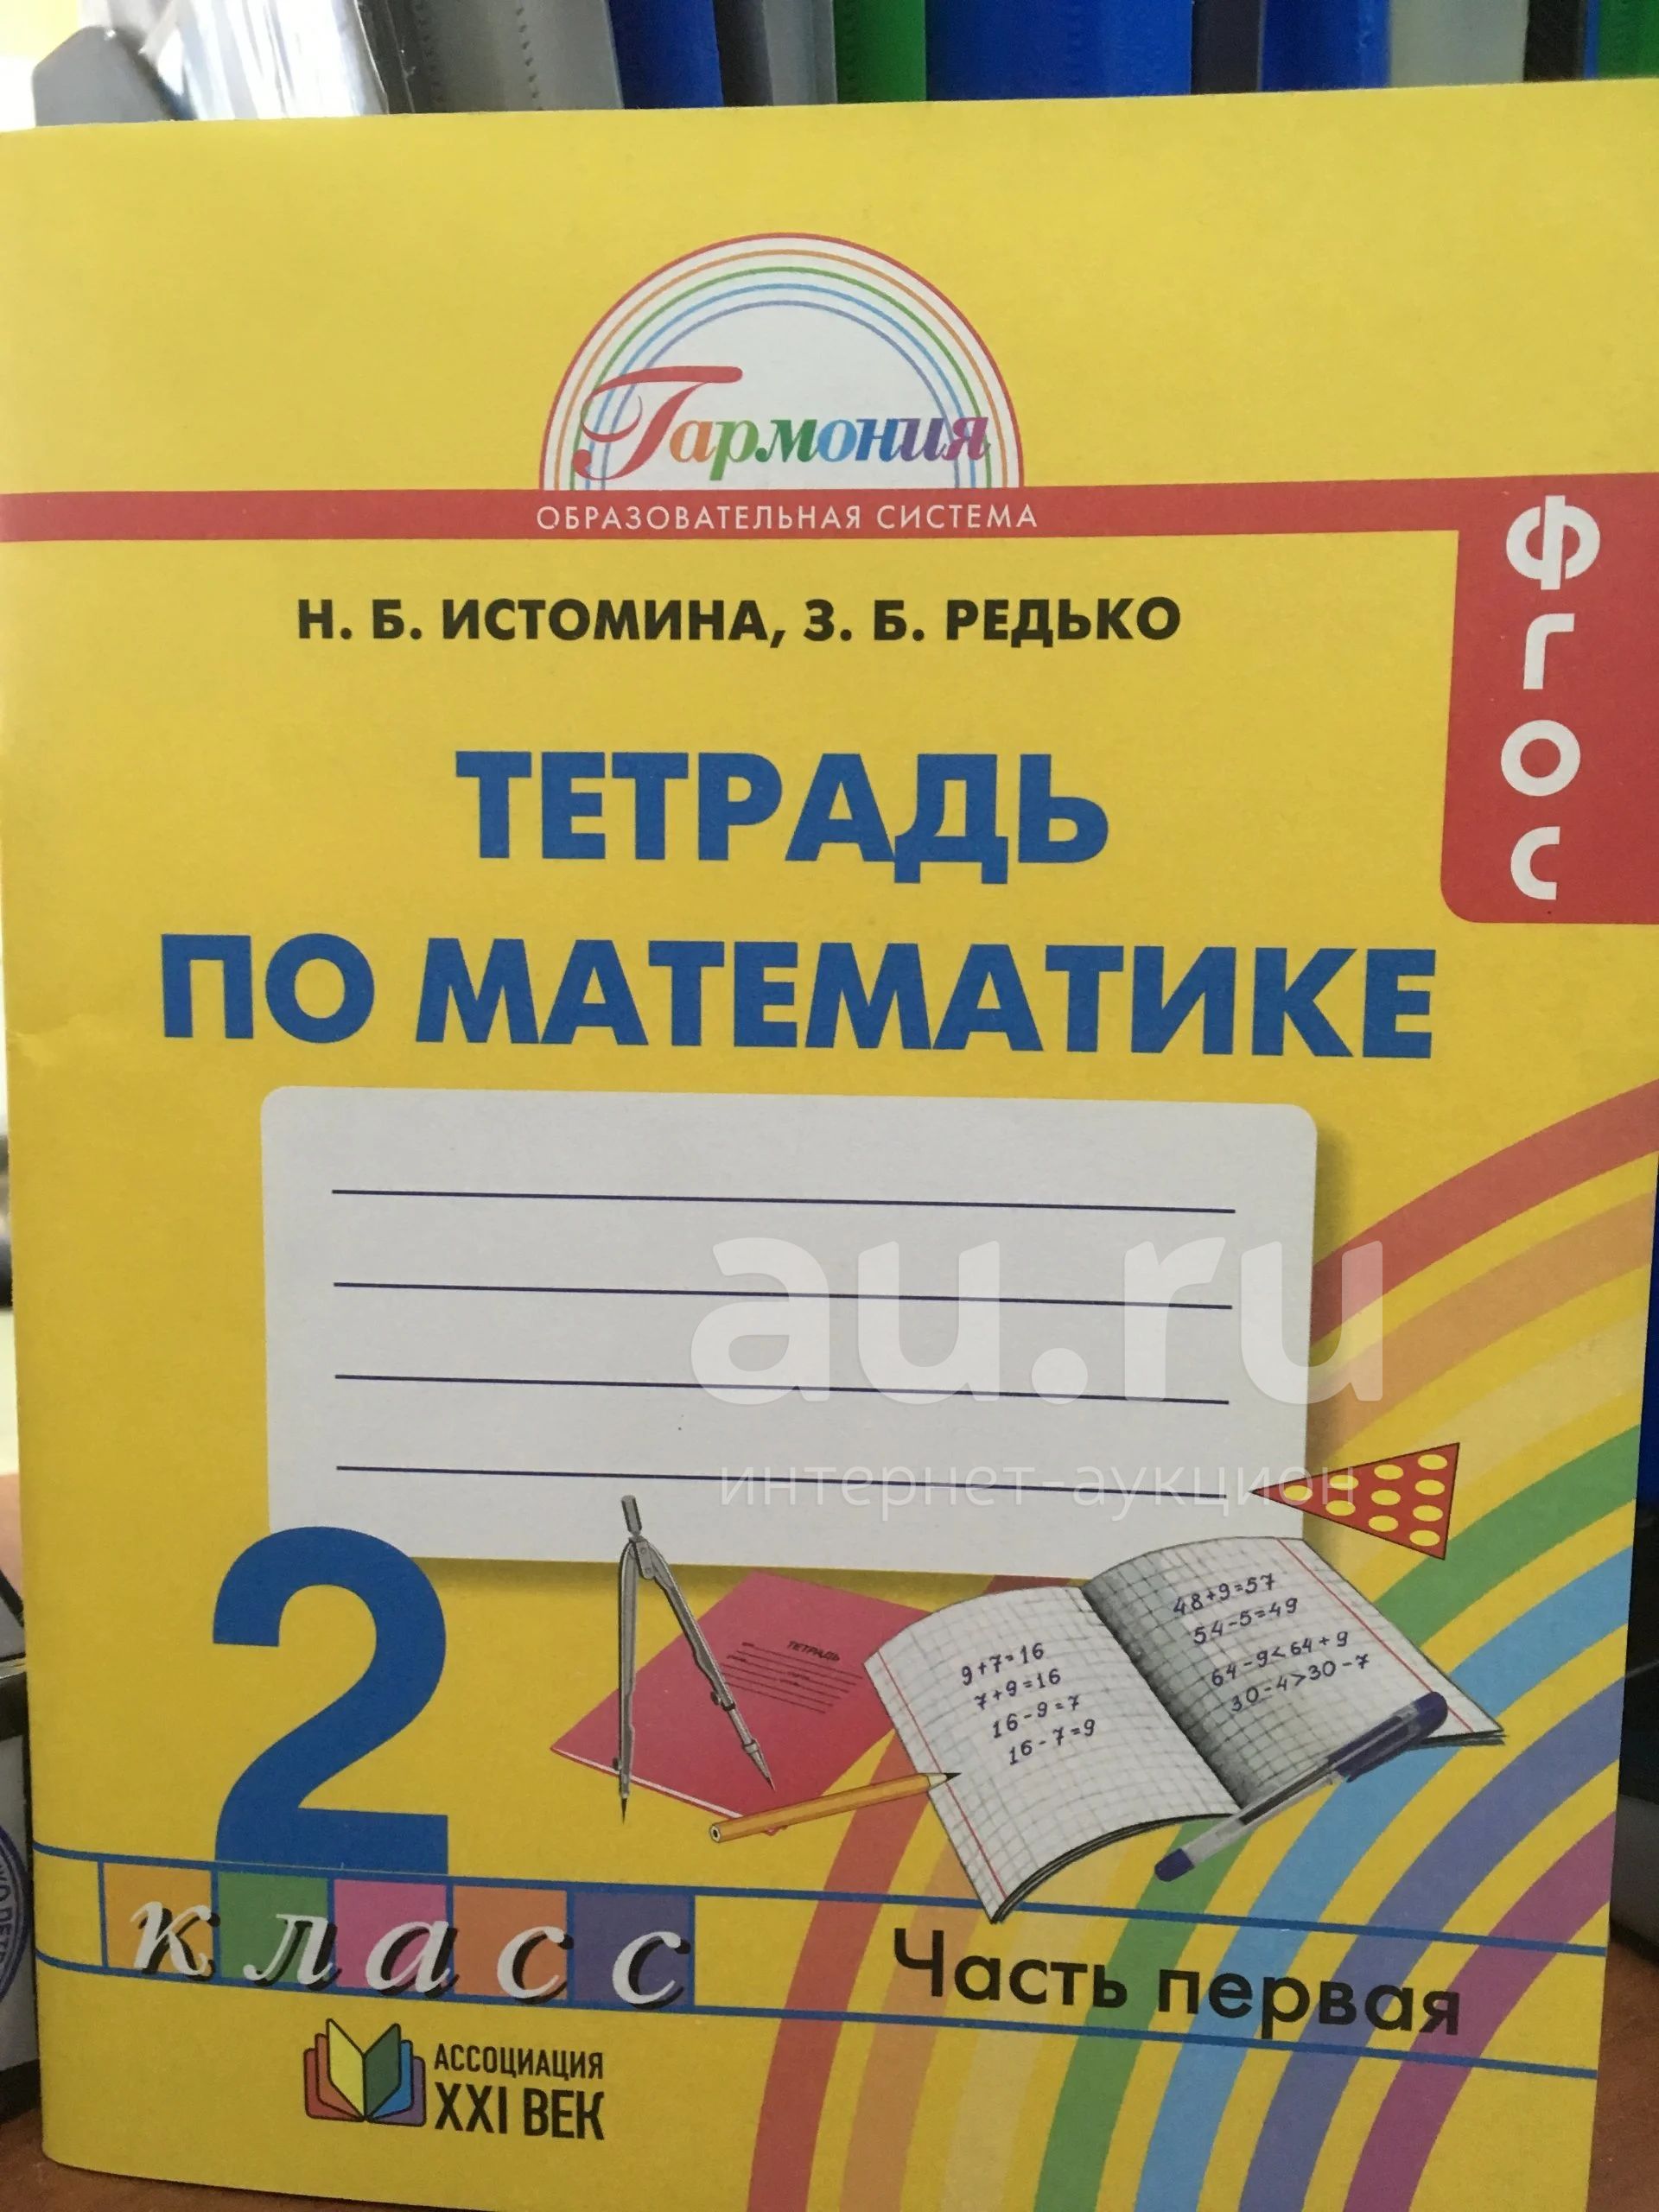 Гармония
ОБРАЗОВАТЕЛЬНАЯ СИСТЕМА
ФГОС
Н. Б. ИСТОМИНА, З. Б. РЕДЬКО
ТЕТРАДЬ
ПО МАТЕМАТИКЕ
au.ru
интернет-аукцион
ТЕТРАДЬ
9+7=16
7+9=16
16-9=7
16-7=9
48+9=57
54-5=49
64-9<64+9
30-4>30-7
2
класс
Часть первая
АССОЦИАЦИЯ
XXI ВЕК